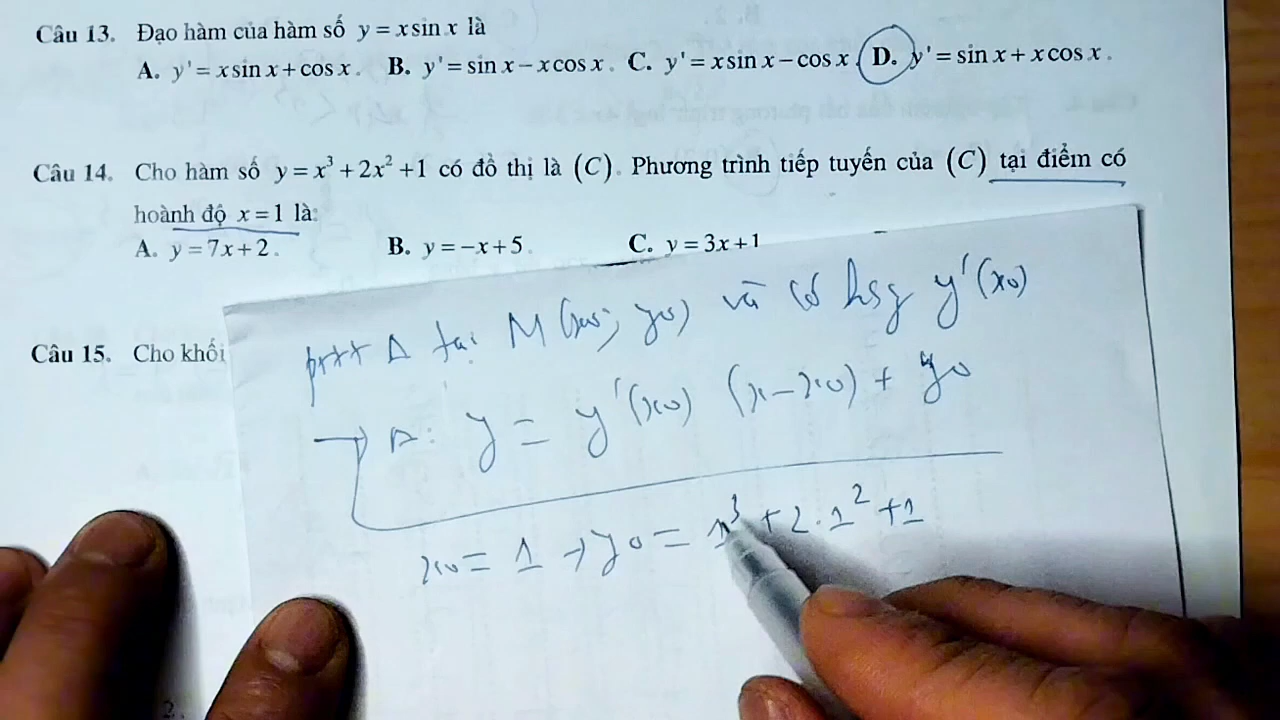 Câu 13. Đạo hàm của hàm số y = x sin x là
A. y' = x sin x + cos x. B. y' = sin x − x cos x. C. y' = x sin x − cos x. D. y' = sin x + x cos x.
Câu 14. Cho hàm số y = x³ + 2x² + 1 có đồ thị là (C). Phương trình tiếp tuyến của (C) tại điểm có
hoành độ x = 1 là:
A. y = 7x + 2. B. y = −x + 5. C. y = 3x + 1
pttt Δ tại M(x0; y0) và có hsg y'(x0)
Câu 15. Cho khối
→ Δ: y = y'(x0) (x − x0) + y0
x0 = 1 → y0 = 1³ + 2.1² + 1
2.